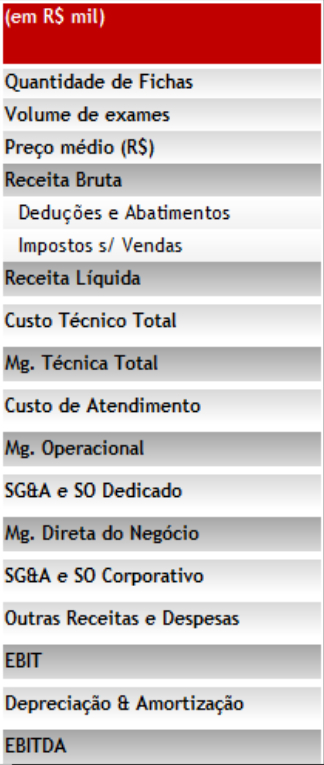 (em R$ mil)
Quantidade de Fichas
Volume de exames
Preço médio (R$)
Receita Bruta
Deduções e Abatimentos
Impostos s/ Vendas
Receita Líquida
Custo Técnico Total
Mg. Técnica Total
Custo de Atendimento
Mg. Operacional
SG&A e SO Dedicado
Mg. Direta do Negócio
SG&A e SO Corporativo
Outras Receitas e Despesas
EBIT
Depreciação & Amortização
EBITDA